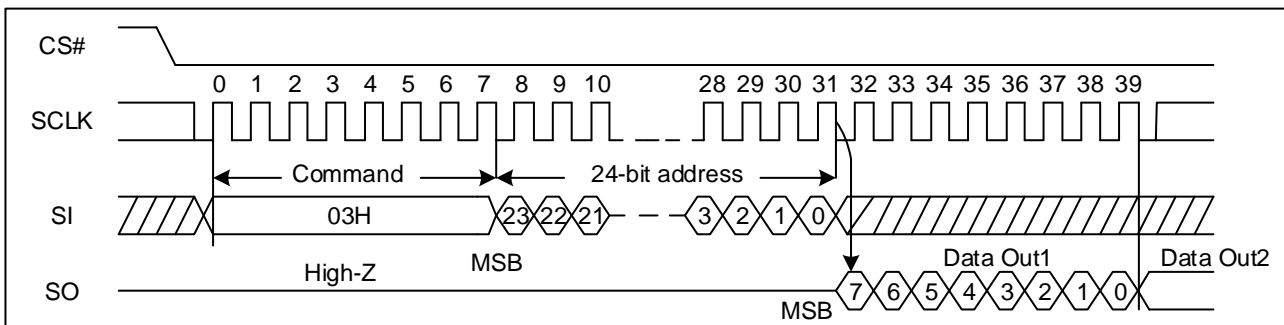 CS#
0 1 2 3 4 5 6 7 8 9 10 28 29 30 31 32 33 34 35 36 37 38 39
SCLK
Command 24-bit address
SI 03H 23 22 21 3 2 1 0
High-Z MSB Data Out1 Data Out2
SO 7 6 5 4 3 2 1 0
MSB